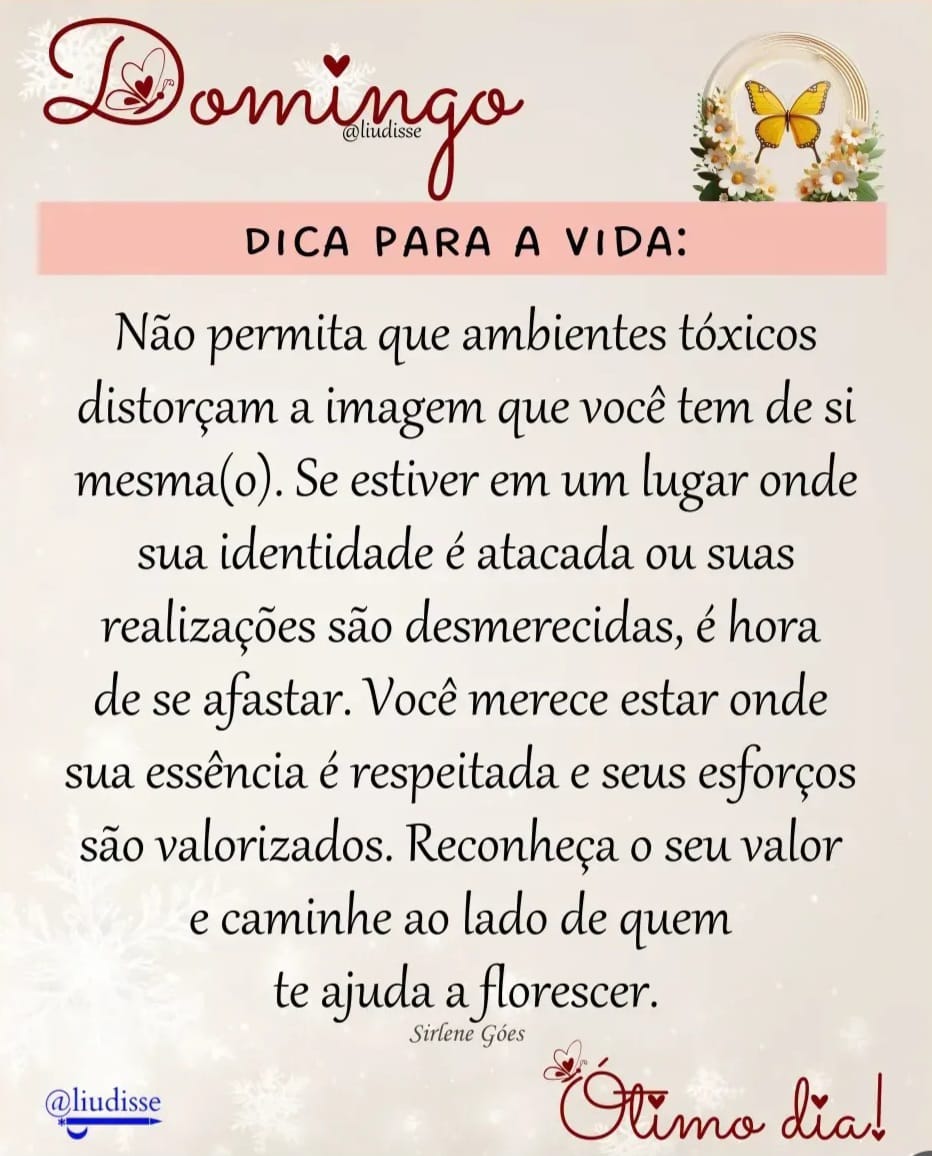 Domingo
@liudisse
DICA PARA A VIDA:
Não permita que ambientes tóxicos
distorçam a imagem que você tem de si
mesma(o). Se estiver em um lugar onde
sua identidade é atacada ou suas
realizações são desmerecidas, é hora
de se afastar. Você merece estar onde
sua essência é respeitada e seus esforços
são valorizados. Reconheça o seu valor
e caminhe ao lado de quem
te ajuda a florescer.
Sirlene Góes
@liudisse
Ótimo dia!